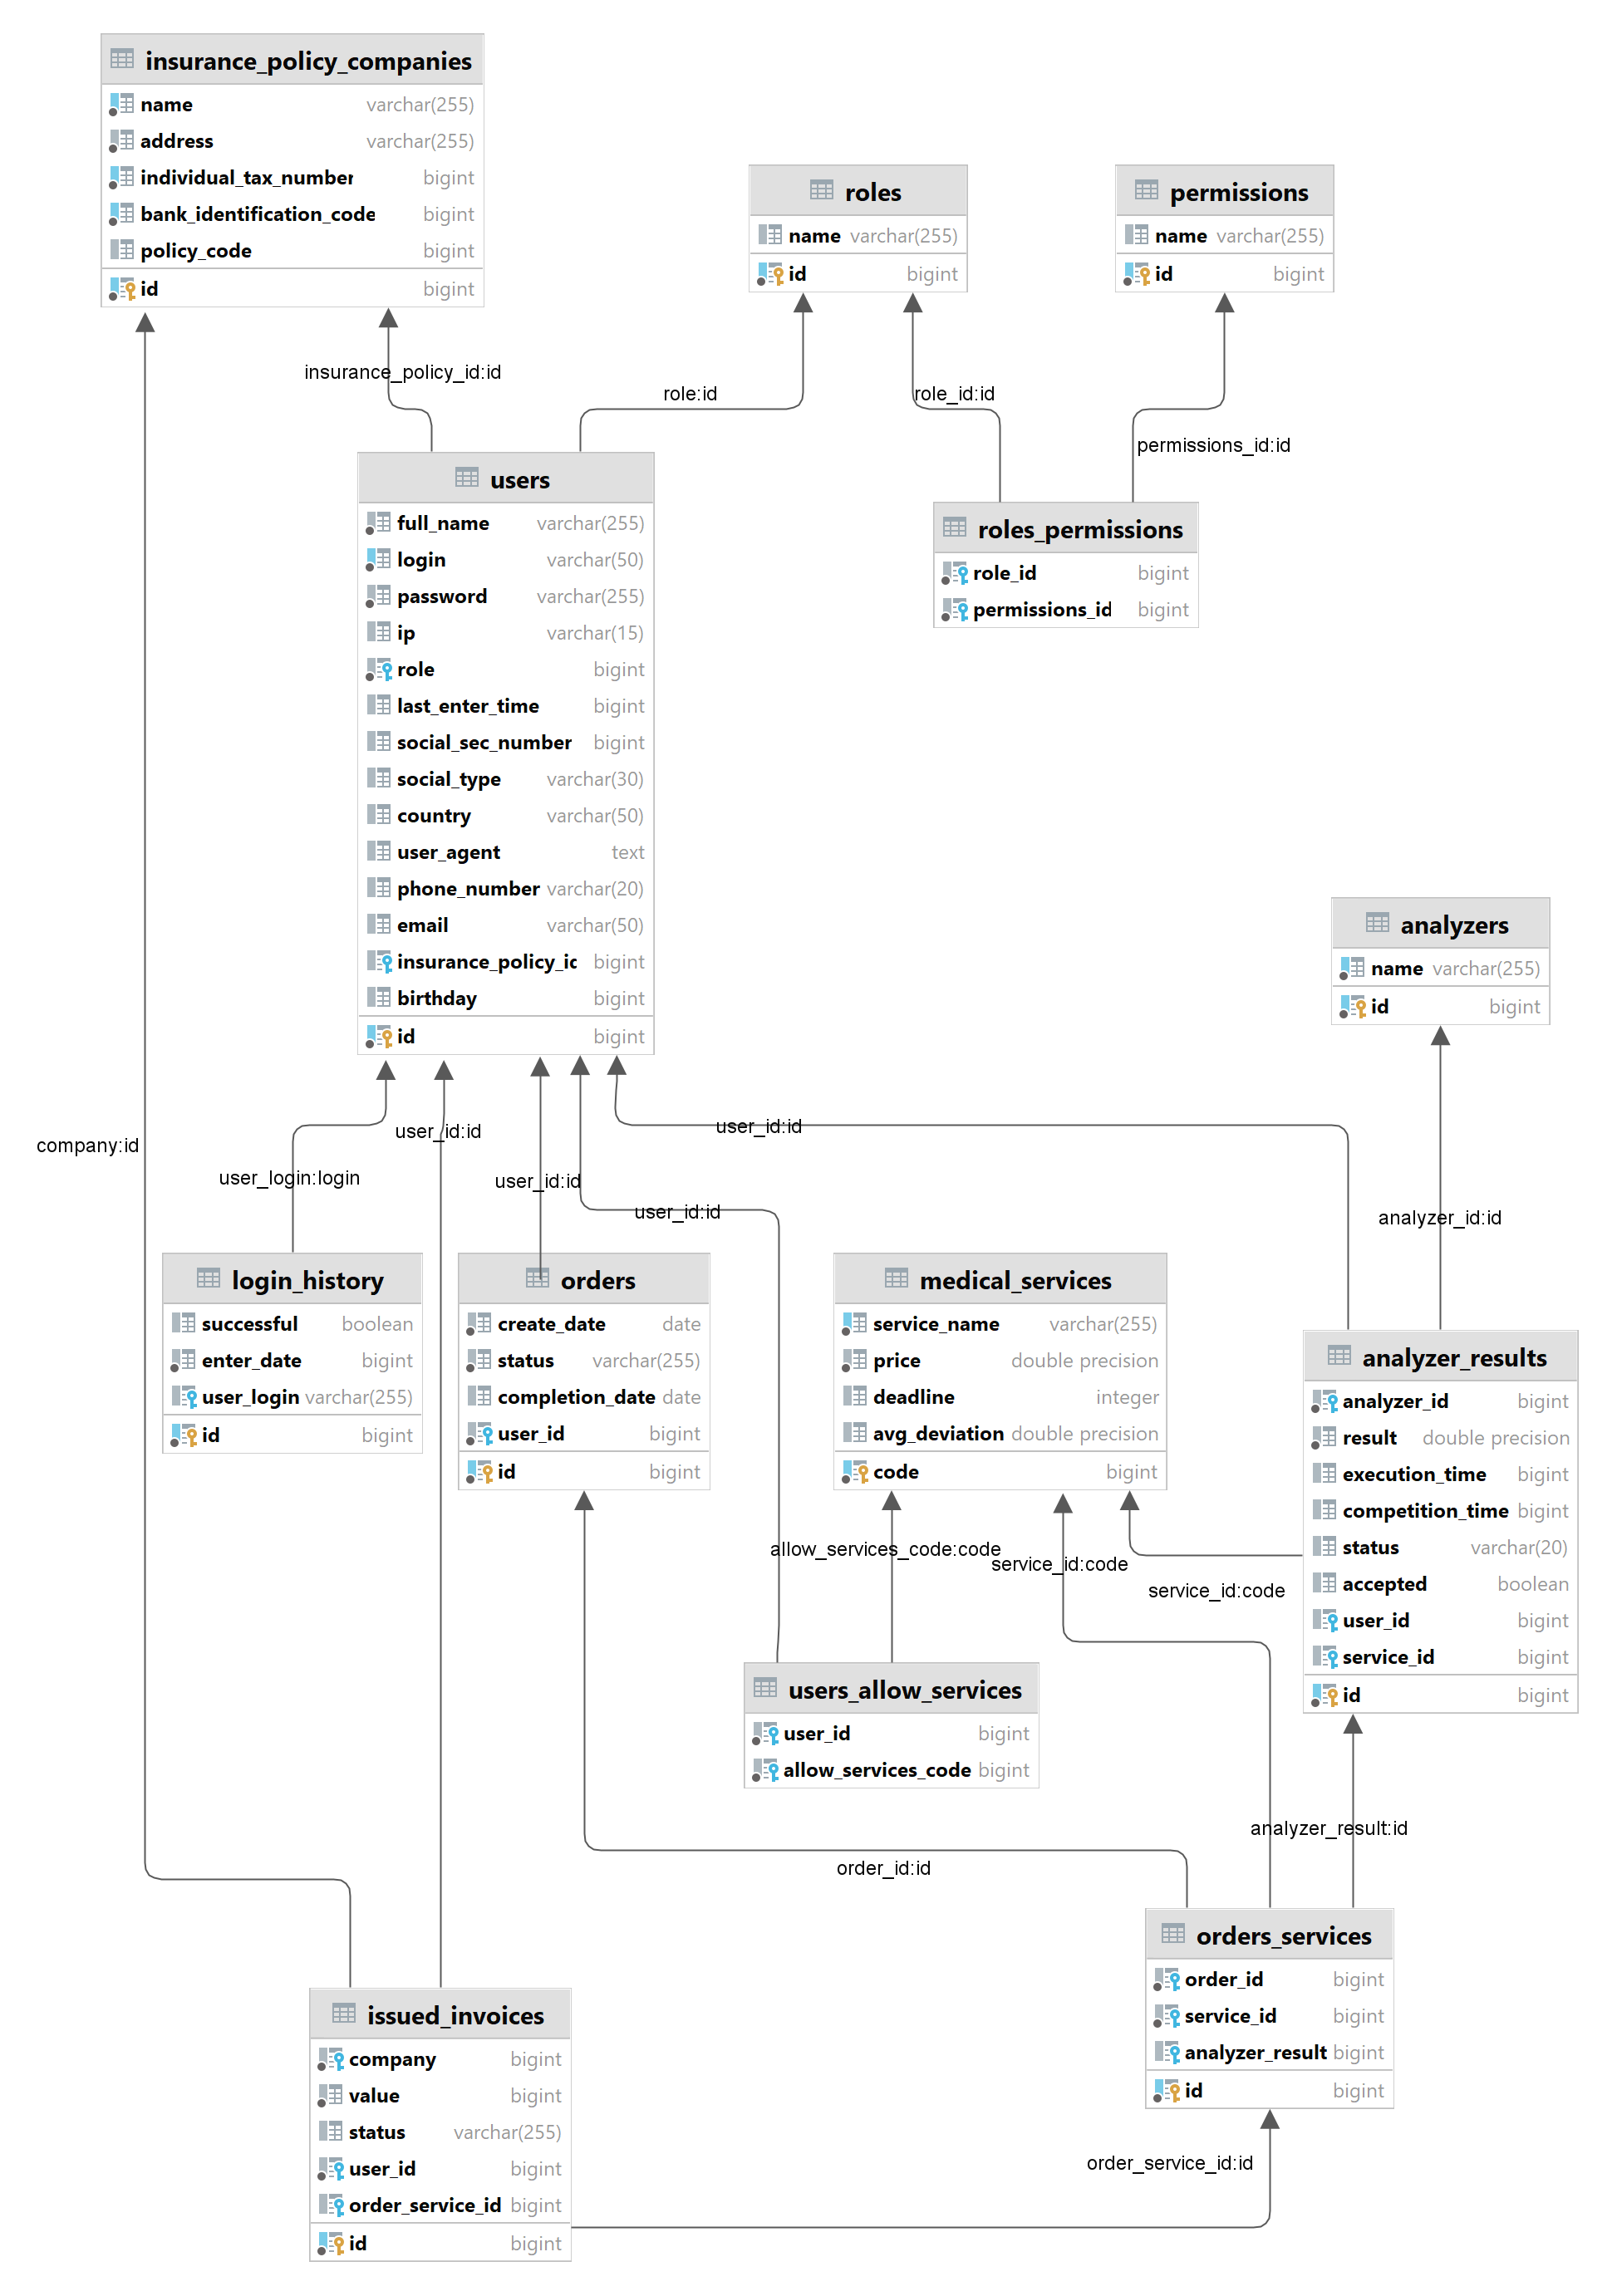 insurance_policy_companies
name varchar(255)
address varchar(255)
individual_tax_number bigint
bank_identification_code bigint
policy_code bigint
id bigint
roles
name varchar(255)
id bigint
permissions
name varchar(255)
id bigint
insurance_policy_id:id
role:id
role_id:id
permissions_id:id
users
full_name varchar(255)
login varchar(50)
password varchar(255)
ip varchar(15)
role bigint
last_enter_time bigint
social_sec_number bigint
social_type varchar(30)
country varchar(50)
user_agent text
phone_number varchar(20)
email varchar(50)
insurance_policy_id bigint
birthday bigint
id bigint
roles_permissions
role_id bigint
permissions_id bigint
analyzers
name varchar(255)
id bigint
company:id
user_login:login
user_id:id
user_id:id
user_id:id
user_id:id
analyzer_id:id
login_history
successful boolean
enter_date bigint
user_login varchar(255)
id bigint
orders
create_date date
status varchar(255)
completion_date date
user_id bigint
id bigint
medical_services
service_name varchar(255)
price double precision
deadline integer
avg_deviation double precision
code bigint
analyzer_results
analyzer_id bigint
result double precision
execution_time bigint
competition_time bigint
status varchar(20)
accepted boolean
user_id bigint
service_id bigint
id bigint
allow_services_code:code
service_id:code
service_id:code
users_allow_services
user_id bigint
allow_services_code bigint
order_id:id
analyzer_result:id
orders_services
order_id bigint
service_id bigint
analyzer_result bigint
id bigint
issued_invoices
company bigint
value bigint
status varchar(255)
user_id bigint
order_service_id bigint
id bigint
order_service_id:id